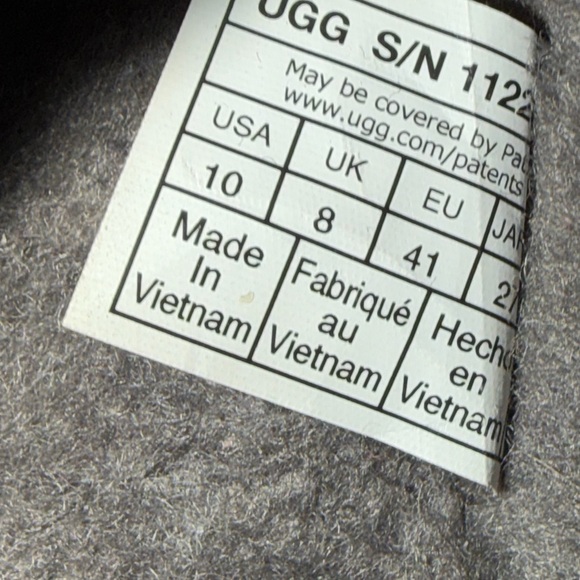 UGG S/N 1122
May be covered by
www.ugg.com/patents
USA UK EU
10 8 41
Made Fabriqué
In au en
Vietnam Vietnam Vietnam